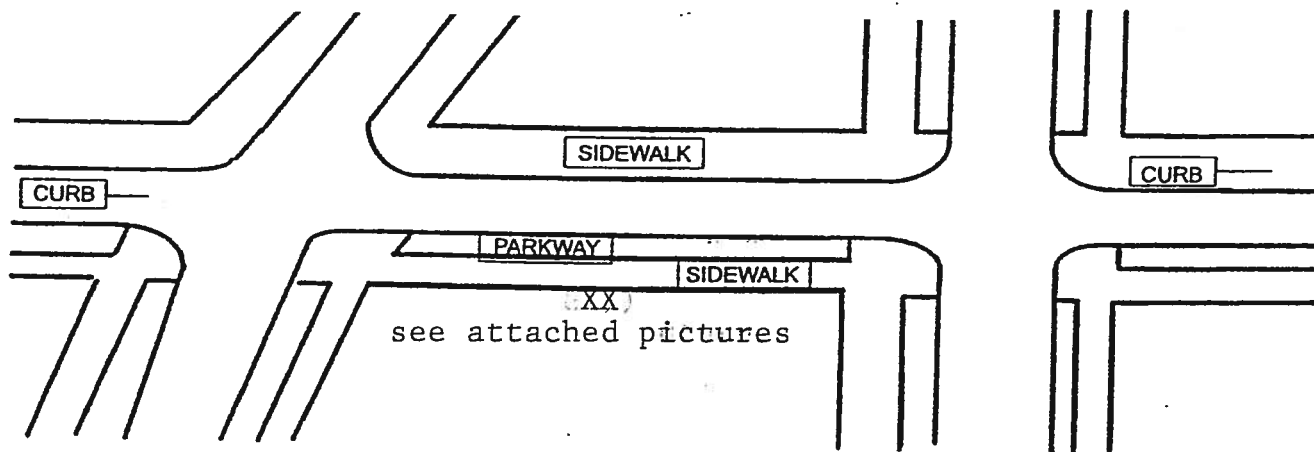 SIDEWALK
CURB
CURB
PARKWAY
SIDEWALK
XX
see attached pictures